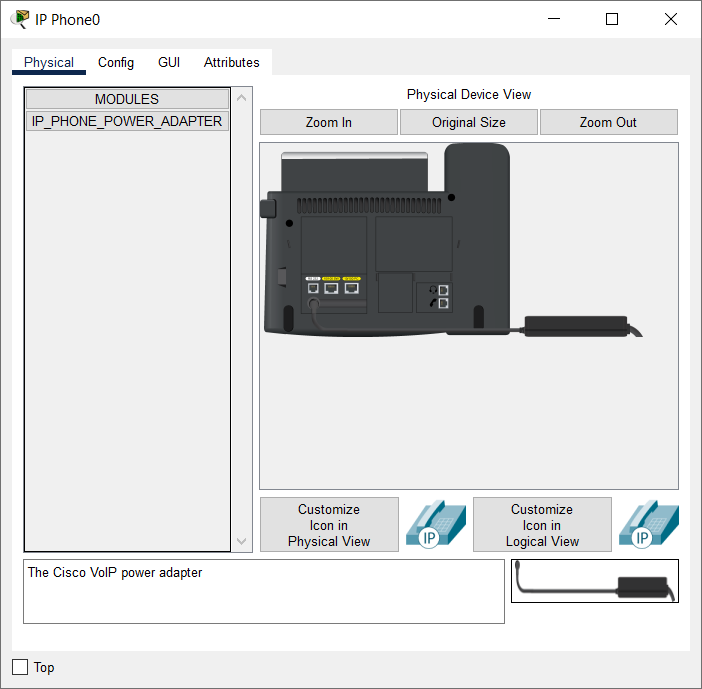 IP Phone0
Physical
Config
GUI
Attributes
MODULES
IP_PHONE_POWER_ADAPTER
Physical Device View
Zoom In
Original Size
Zoom Out
Customize
Icon in
Physical View
IP
Customize
Icon in
Logical View
IP
The Cisco VoIP power adapter
Top